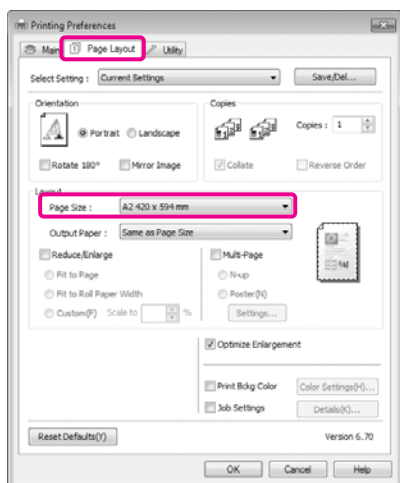 Printing Preferences
Main Page Layout Utility
Select Setting : Current Settings Save/Del...
Orientation Copies
A Portrait Landscape Copies : 1
Rotate 180° Mirror Image Collate Reverse Order
Layout
Page Size : A2 420 x 594 mm
Output Paper : Same as Page Size
Reduce/Enlarge Multi-Page
Fit to Page N-up
Fit to Roll Paper Width Poster(N)
Custom(F) Scale to % Settings...
Optimize Enlargement
Print Bckg Color Color Settings(H)...
Job Settings Details(K)...
Reset Defaults(Y) Version 6.70
OK Cancel Help